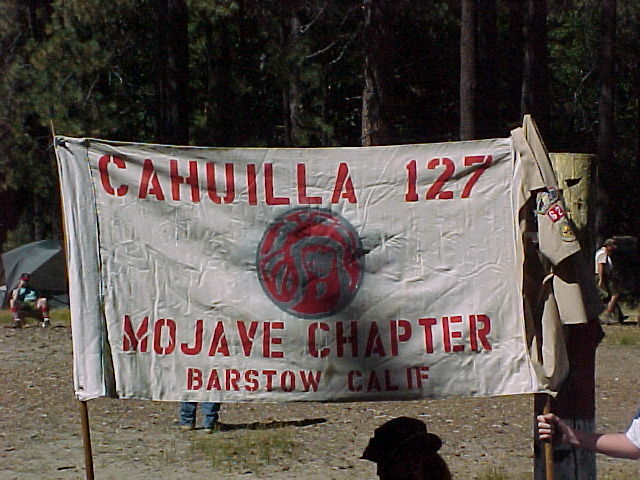 CAHUILLA 127
MOJAVE CHAPTER
BARSTOW CALIF